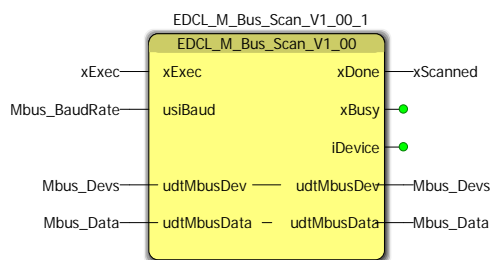 EDCL_M_Bus_Scan_V1_00_1
EDCL_M_Bus_Scan_V1_00
xExec xExec xDone xScanned
Mbus_BaudRate usiBaud xBusy
iDevice
Mbus_Devs udtMbusDev udtMbusDev Mbus_Devs
Mbus_Data udtMbusData udtMbusData Mbus_Data